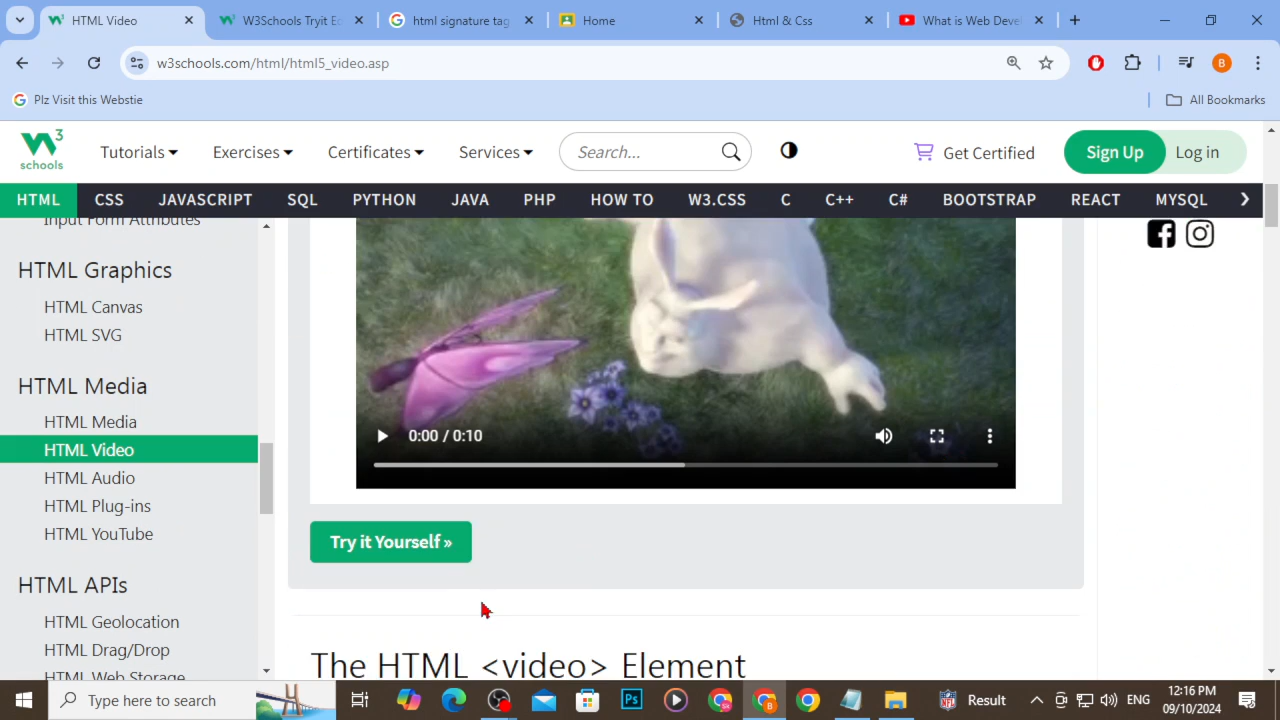 HTML Video
W3Schools Tryit Ed
html signature tag
Home
Html & Css
What is Web Devel
w3schools.com/html/html5_video.asp
B
Plz Visit this Webstie
All Bookmarks
W3
schools
Tutorials
Exercises
Certificates
Services
Search...
Get Certified
Sign Up
Log in
HTML
CSS
JAVASCRIPT
SQL
PYTHON
JAVA
PHP
HOW TO
W3.CSS
C
C++
C#
BOOTSTRAP
REACT
MYSQL
Input Form Attributes
HTML Graphics
HTML Canvas
HTML SVG
HTML Media
HTML Media
HTML Video
HTML Audio
HTML Plug-ins
HTML YouTube
HTML APIs
HTML Geolocation
HTML Drag/Drop
HTML Web Storage
0:00 / 0:10
Try it Yourself »
The HTML <video> Element
Type here to search
Ps
B
Result
ENG
12:16 PM
09/10/2024